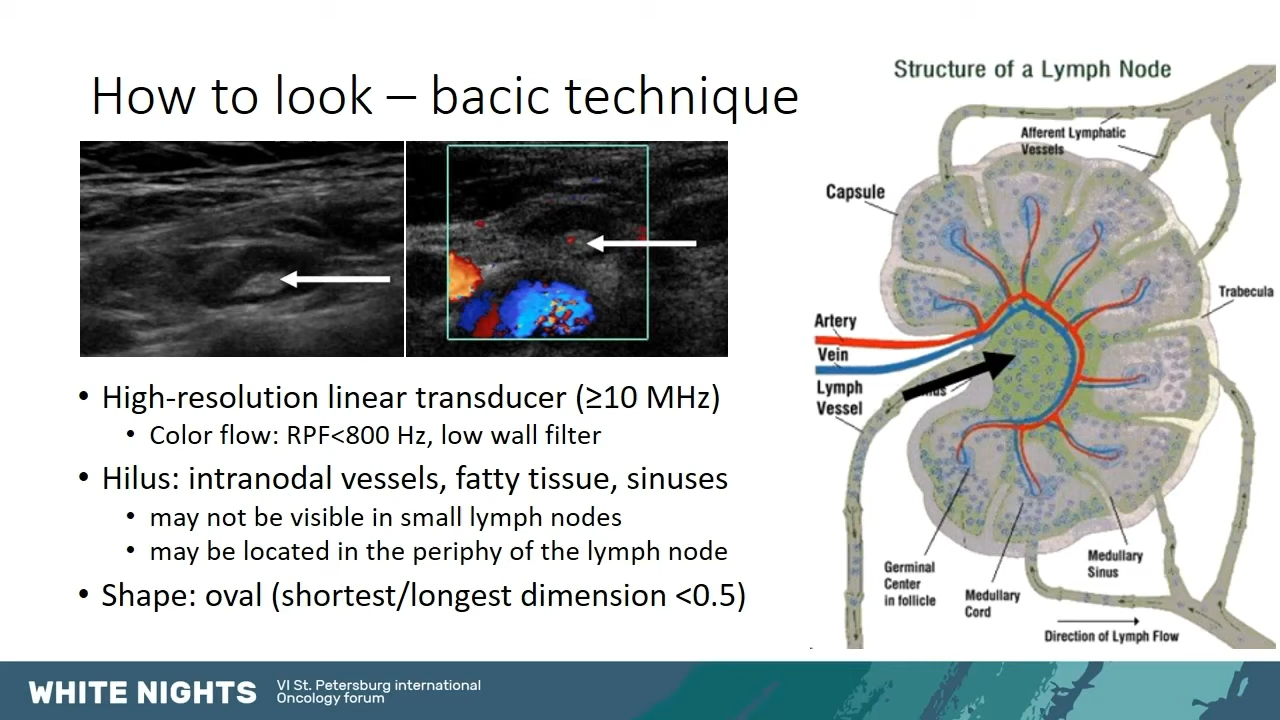 How to look – bacic technique
• High-resolution linear transducer (≥10 MHz)
• Color flow: RPF<800 Hz, low wall filter
• Hilus: intranodal vessels, fatty tissue, sinuses
• may not be visible in small lymph nodes
• may be located in the periphy of the lymph node
• Shape: oval (shortest/longest dimension <0.5)
Structure of a Lymph Node
Afferent Lymphatic
Vessels
Capsule
Trabecula
Artery
Vein
Lymph
Vessel
Germinal
Center
in follicle
Medullary
Cord
Medullary
Sinus
Direction of Lymph Flow
WHITE NIGHTS
VI St. Petersburg international
Oncology forum